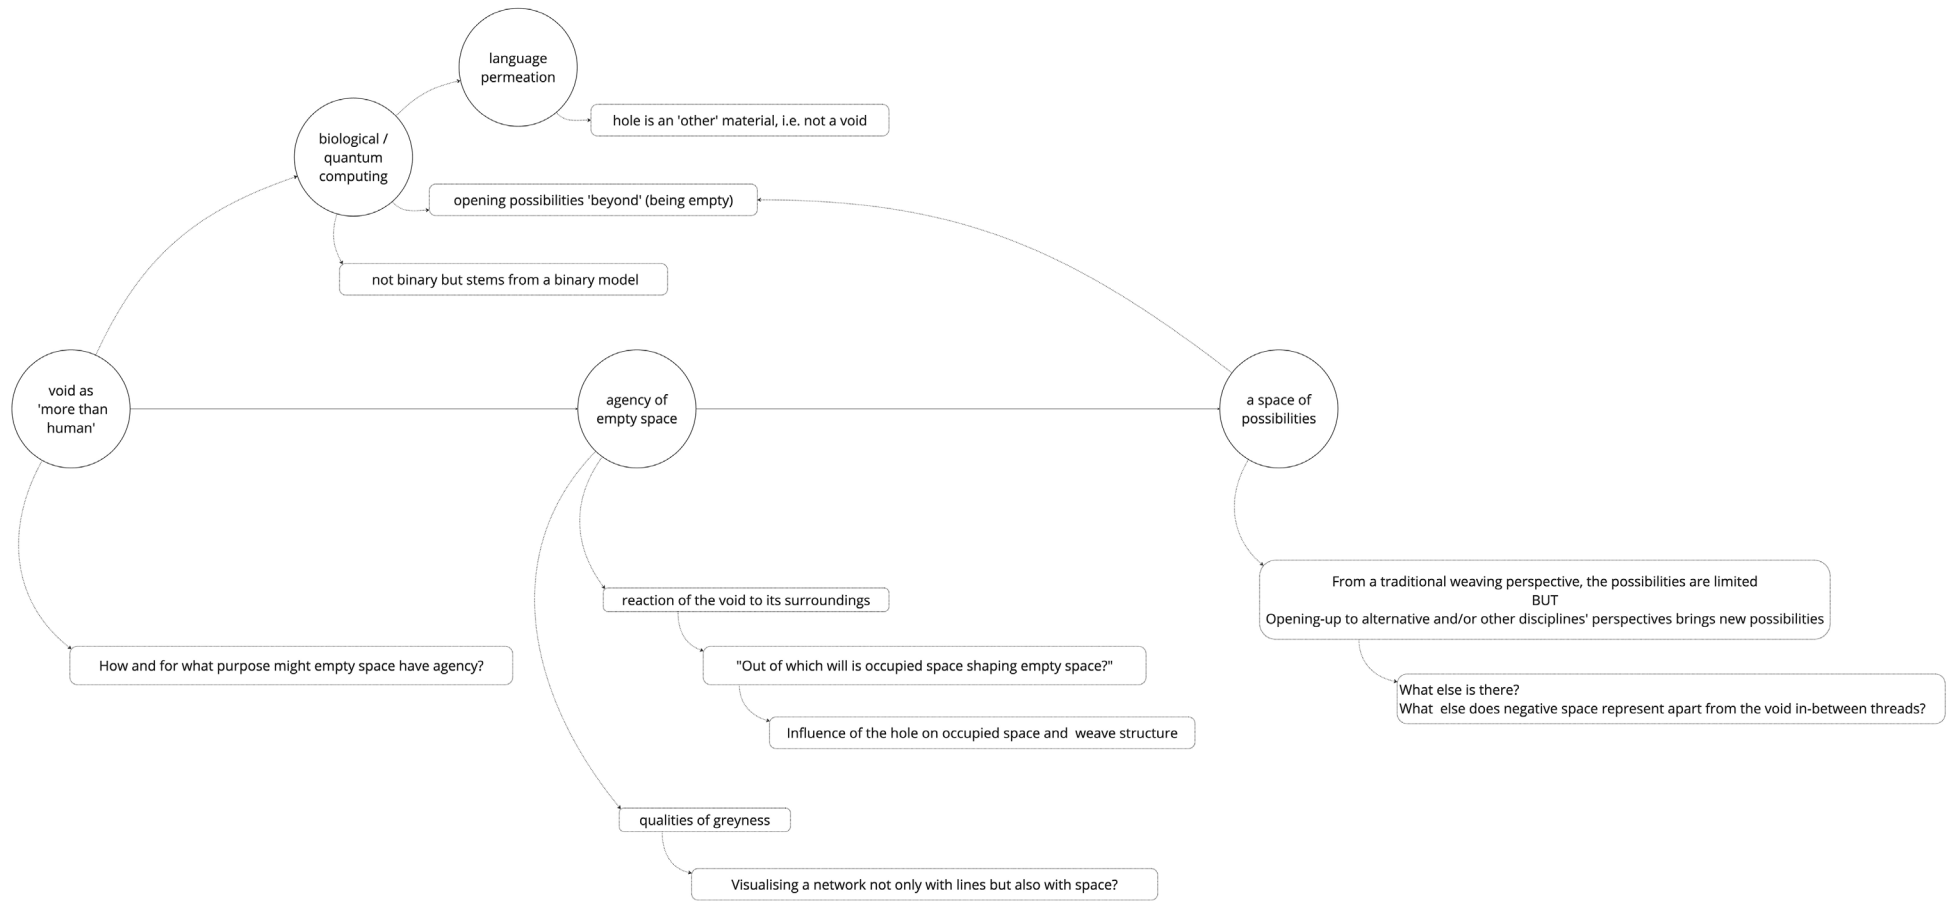 language
permeation
hole is an 'other' material, i.e. not a void
biological /
quantum
computing
opening possibilities 'beyond' (being empty)
not binary but stems from a binary model
void as
'more than
human'
agency of
empty space
a space of
possibilities
From a traditional weaving perspective, the possibilities are limited
BUT
Opening-up to alternative and/or other disciplines' perspectives brings new possibilities
reaction of the void to its surroundings
How and for what purpose might empty space have agency?
"Out of which will is occupied space shaping empty space?"
What else is there?
What  else does negative space represent apart from the void in-between threads?
Influence of the hole on occupied space and  weave structure
qualities of greyness
Visualising a network not only with lines but also with space?